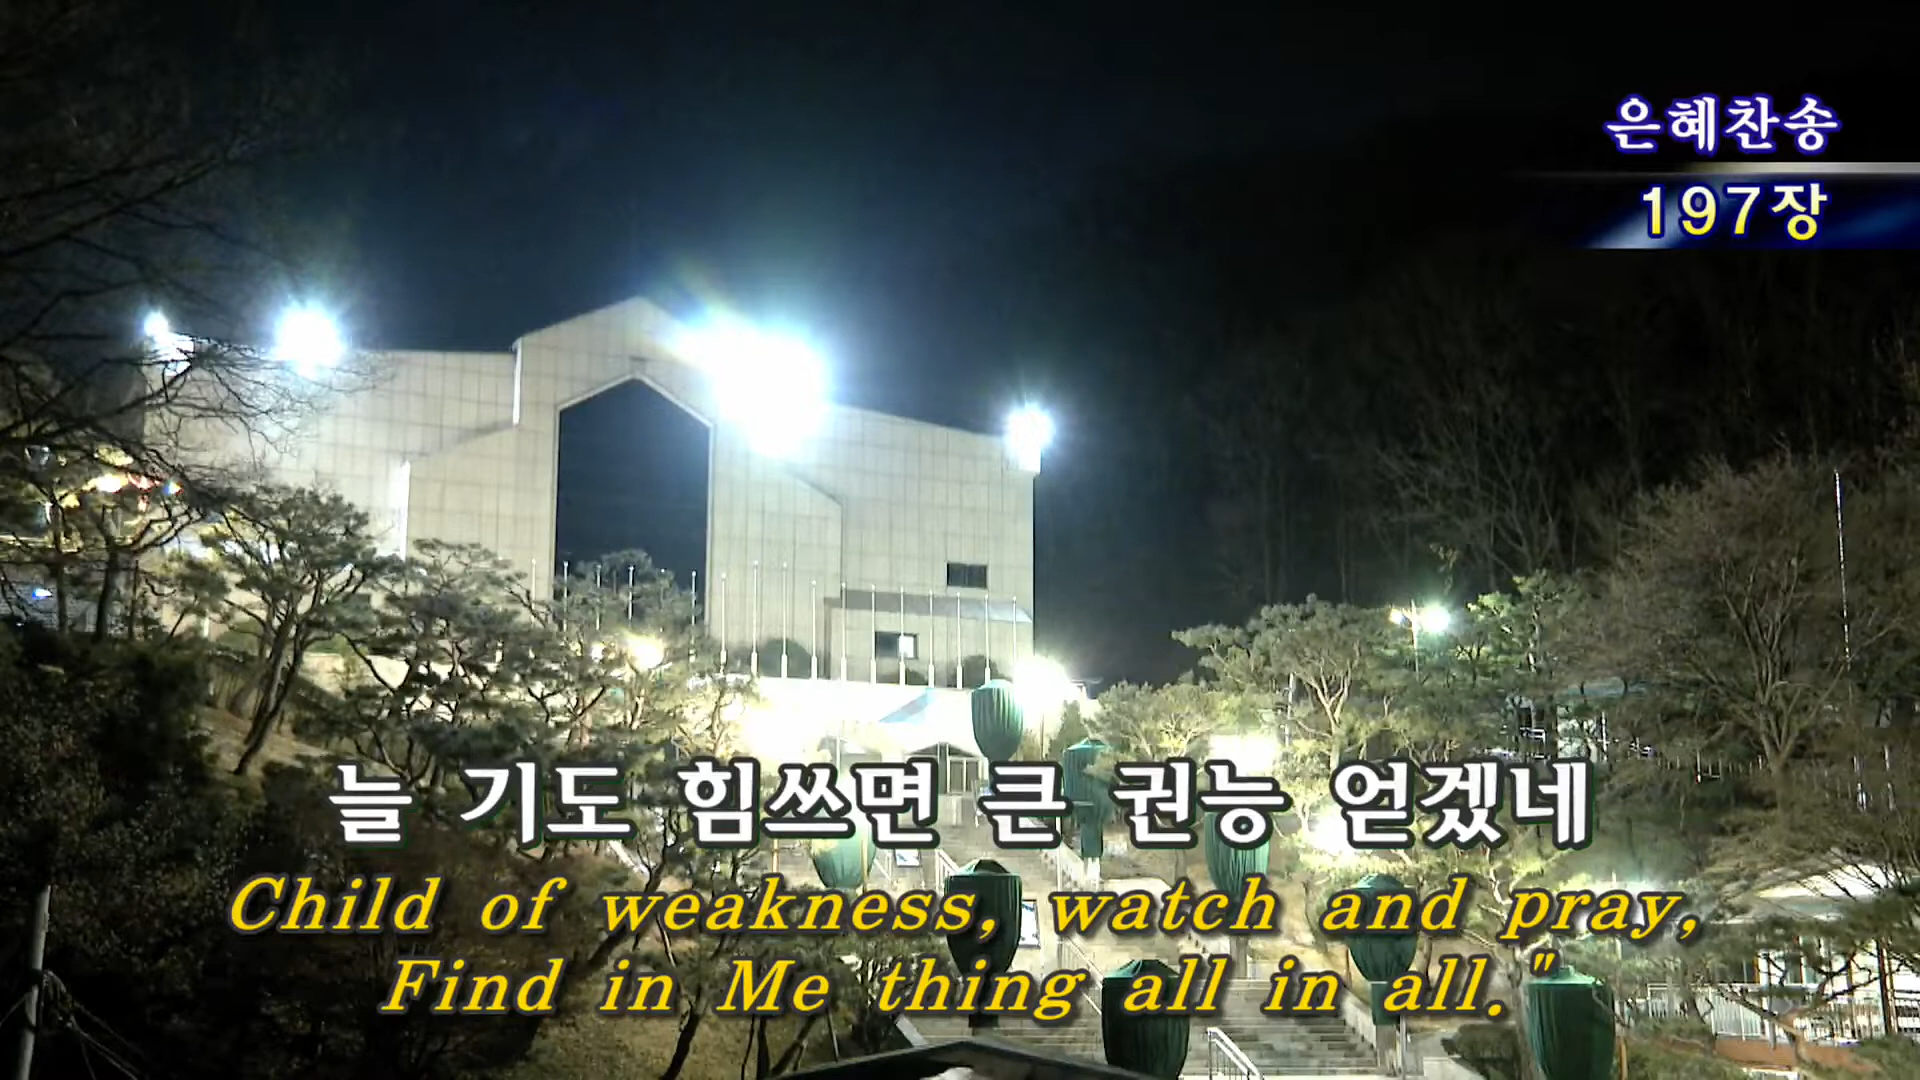 은혜찬송
197장
늘 기도 힘쓰면 큰 권능 얻겠네
Child of weakness, watch and pray,
Find in Me thing all in all."